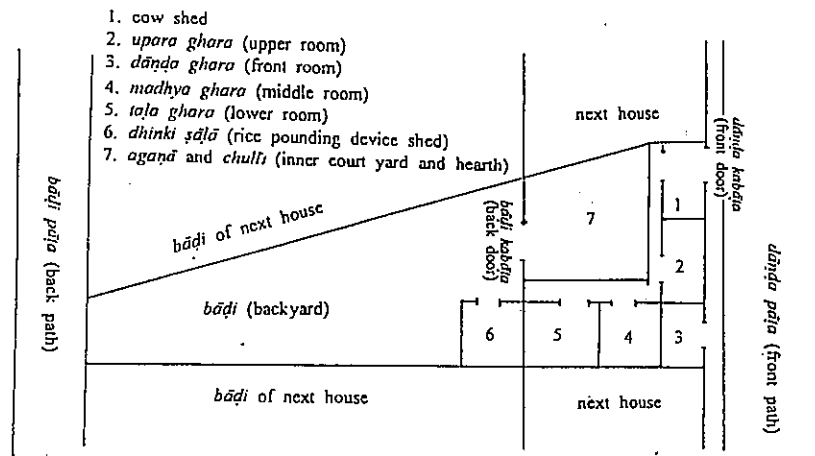 1. cow shed
2. upara ghara (upper room)
3. dāṇḍa ghara (front room)
4. madhya ghara (middle room)
5. tala ghara (lower room)
6. dhinki ṣāḷā (rice pounding device shed)
7. aganā and chulli (inner court yard and hearth)
next house
dāṇḍa kabāṭa
(front door)
bāḍi of next house
bāḍi kabāṭa
(back door)
7
1
2
bāḍi pāṭa (back path)
dāṇḍa pāṭa (front path)
bāḍi (backyard)
6
5
4
3
bāḍi of next house
next house